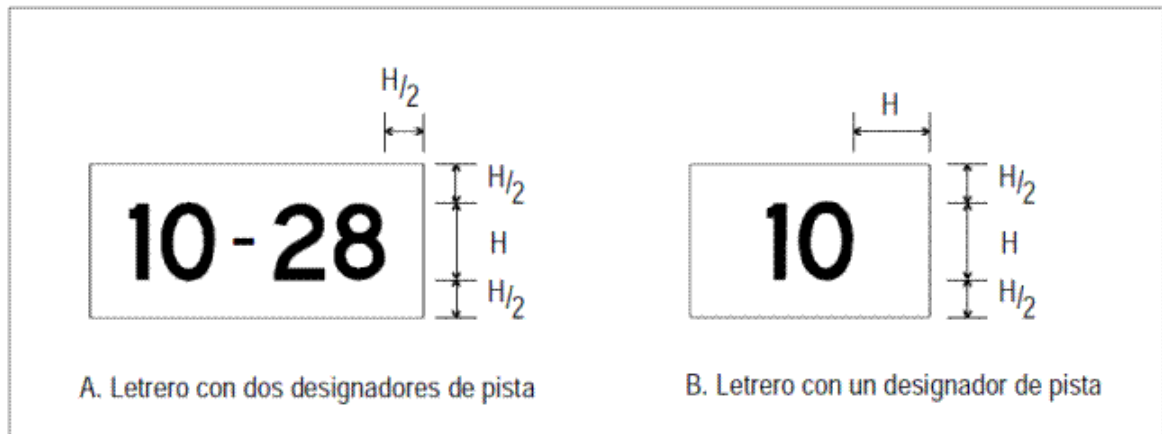 H/2
H
10-28
H/2
H
H/2
10
H/2
H
H/2
A. Letrero con dos designadores de pista
B. Letrero con un designador de pista